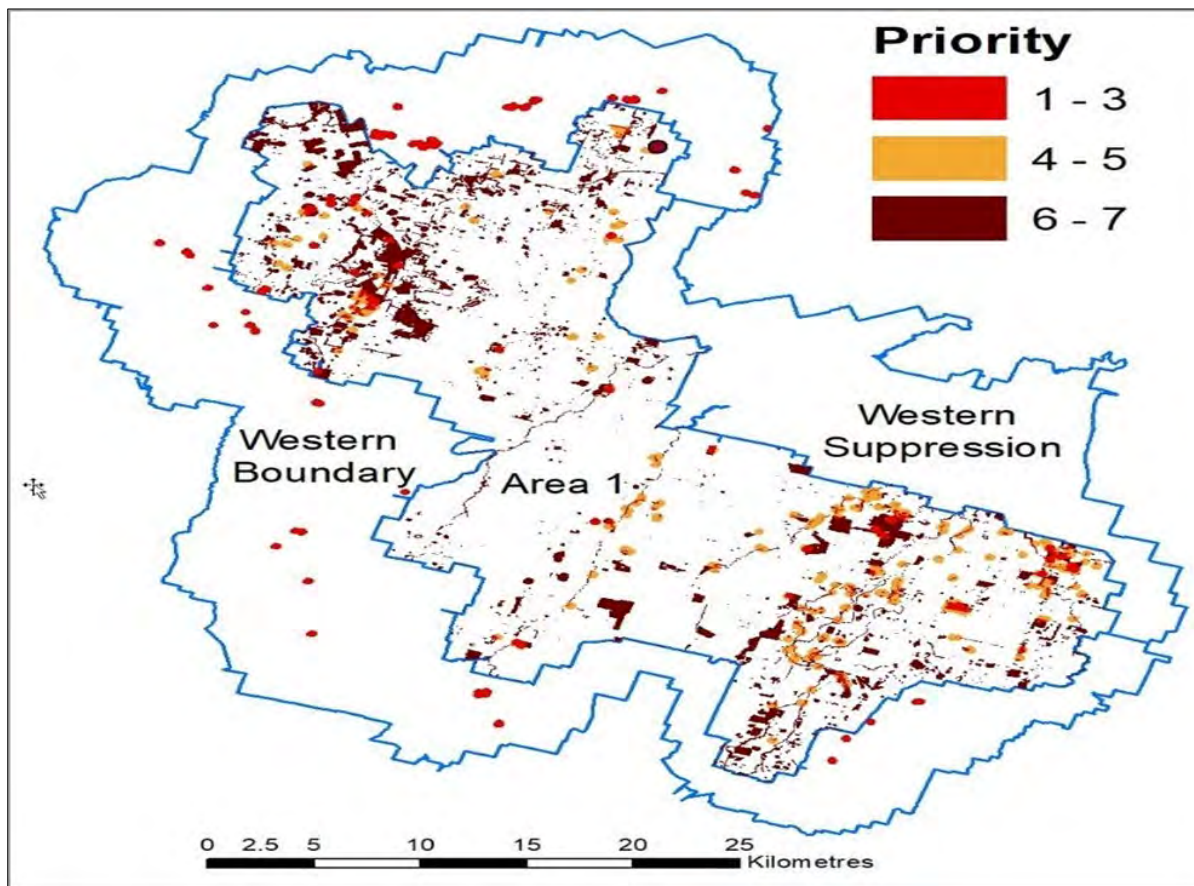 Priority
1 - 3
4 - 5
6 - 7
Western
Boundary
Area 1
Western
Suppression
0 2.5 5 10 15 20 25
Kilometres